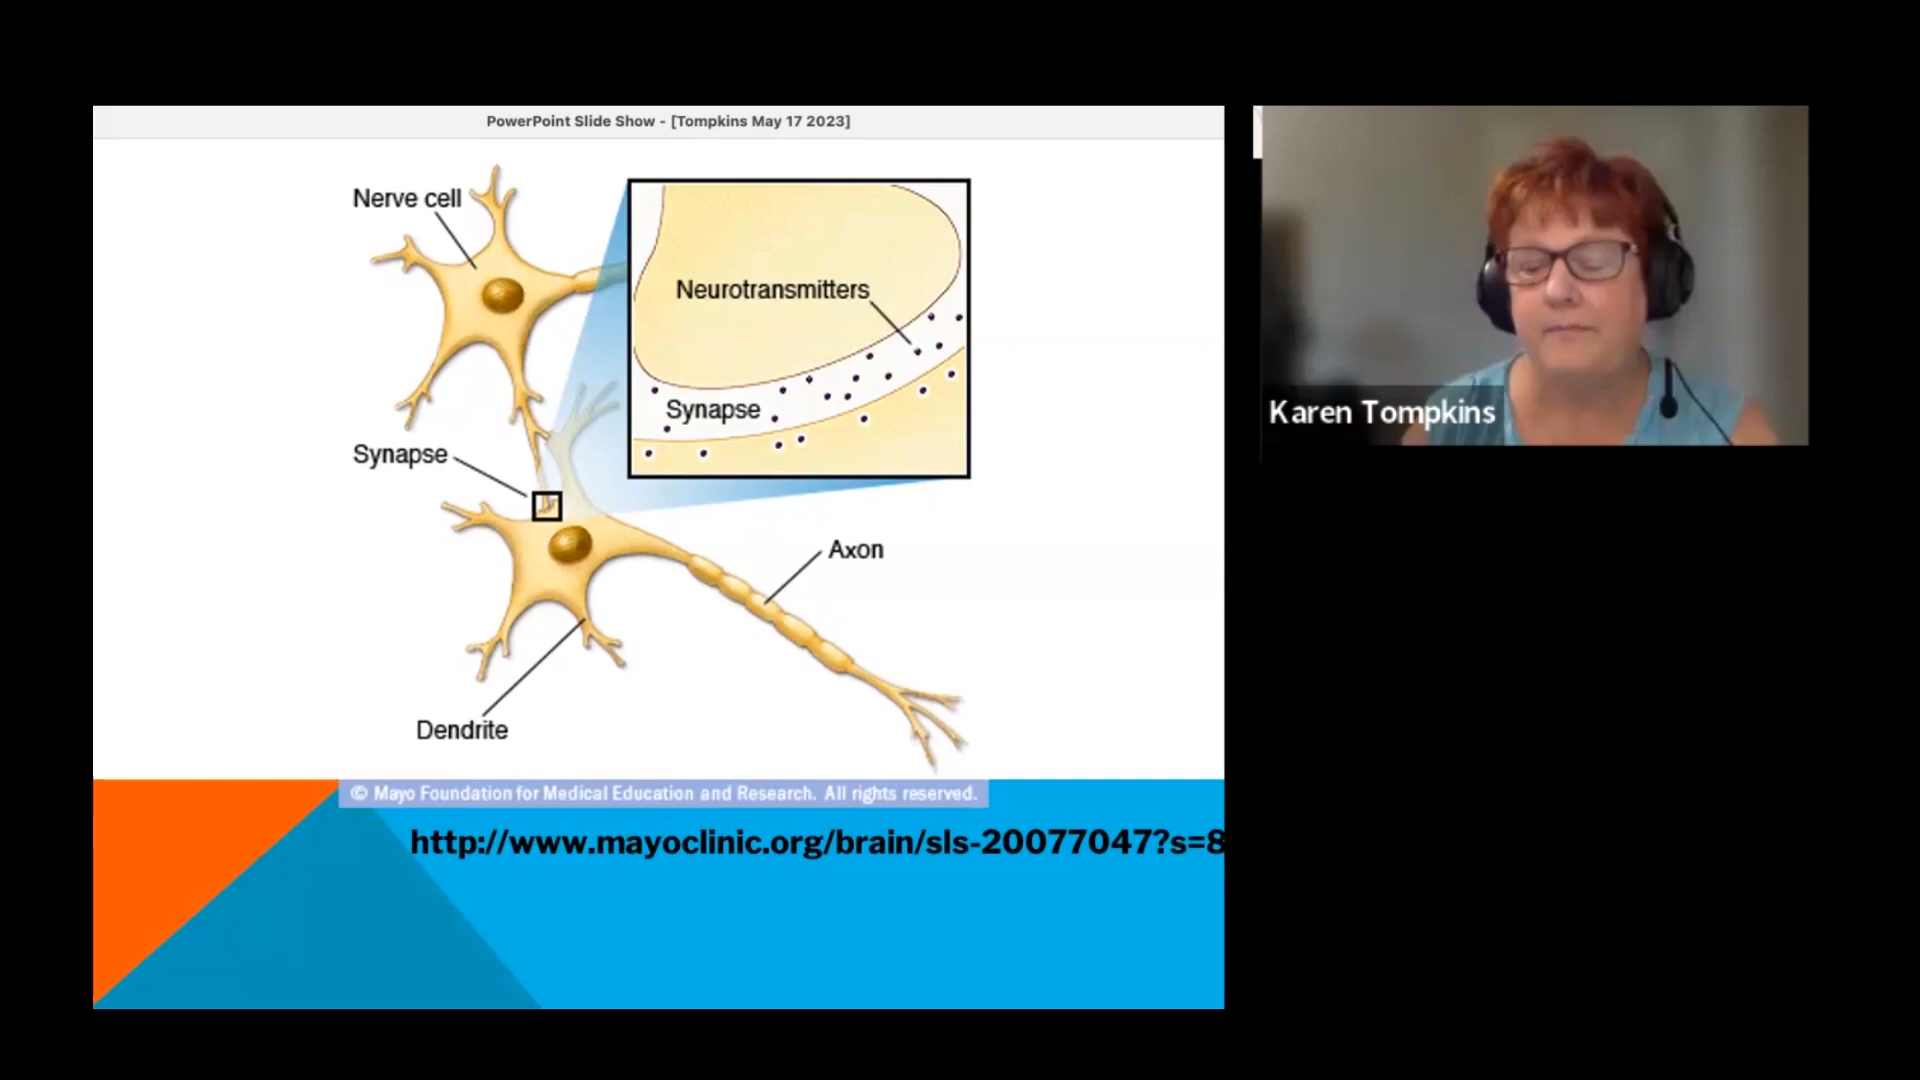 PowerPoint Slide Show - [Tompkins May 17 2023]
Nerve cell
Neurotransmitters
Synapse
Synapse
Axon
Dendrite
© Mayo Foundation for Medical Education and Research. All rights reserved.
http://www.mayoclinic.org/brain/sls-20077047?s=8
Karen Tompkins